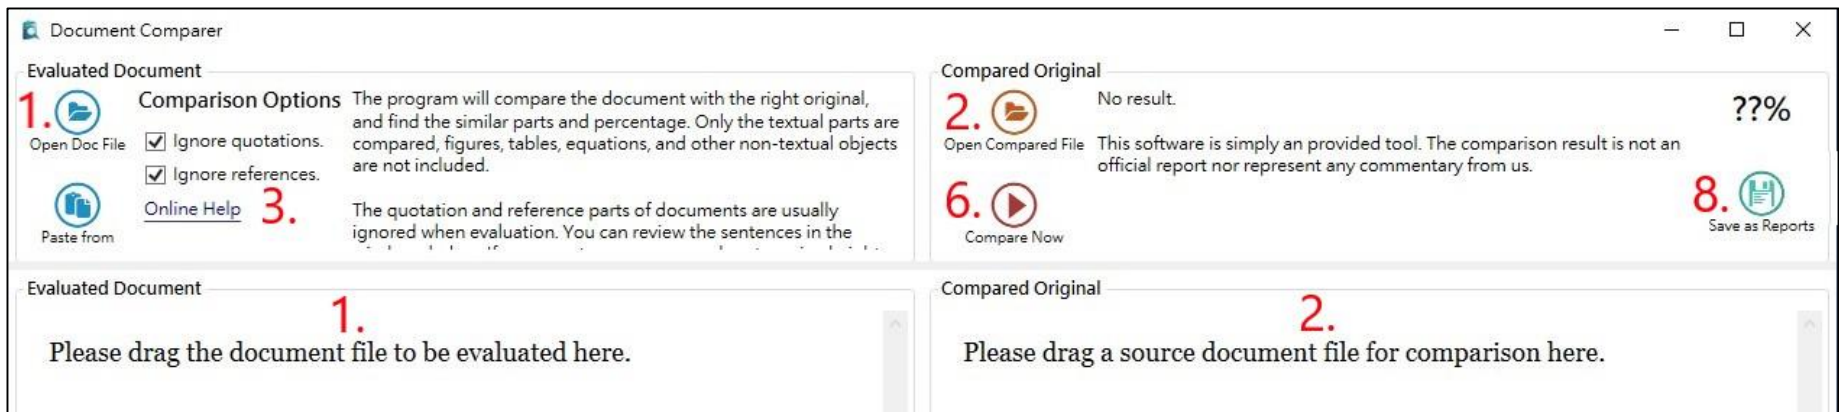 Document Comparer
Evaluated Document
1.
Open Doc File
Paste from
Comparison Options
Ignore quotations.
Ignore references.
Online Help
3.
The program will compare the document with the right original,
and find the similar parts and percentage. Only the textual parts are
compared, figures, tables, equations, and other non-textual objects
are not included.
The quotation and reference parts of documents are usually
ignored when evaluation. You can review the sentences in the
Compared Original
2.
Open Compared File
6.
Compare Now
No result.
This software is simply an provided tool. The comparison result is not an
official report nor represent any commentary from us.
??%
8.
Save as Reports
Evaluated Document
1.
Please drag the document file to be evaluated here.
Compared Original
2.
Please drag a source document file for comparison here.